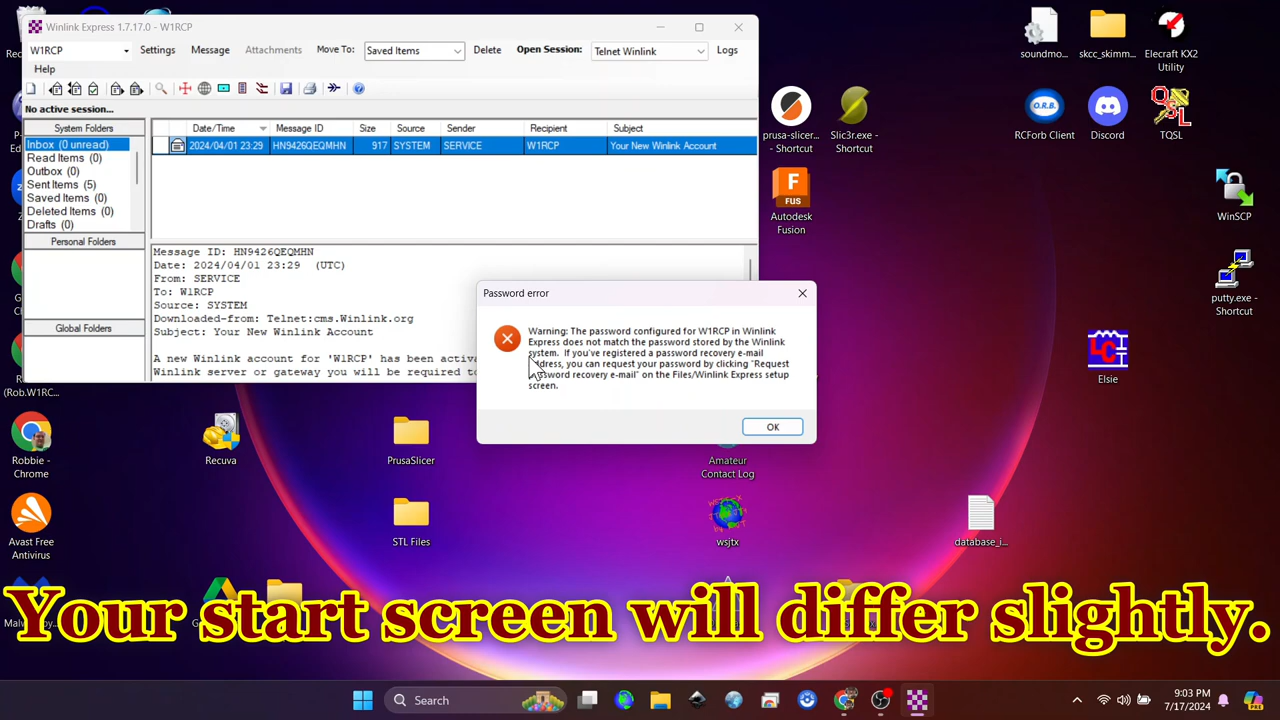 Winlink Express 1.7.17.0 - W1RCP
W1RCP Settings Message Attachments Move To: Saved Items Delete Open Session: Telnet Winlink Logs
Help
No active session...
System Folders
Inbox (0 unread)
Read Items (0)
Outbox (0)
Sent Items (5)
Saved Items (0)
Deleted Items (0)
Drafts (0)
Personal Folders
Global Folders
Date/Time Message ID Size Source Sender Recipient Subject
2024/04/01 23:29 HN9426QEQMHN 917 SYSTEM SERVICE W1RCP Your New Winlink Account
Message ID: HN9426QEQMHN
Date: 2024/04/01 23:29 (UTC)
From: SERVICE
To: W1RCP
Source: SYSTEM
Downloaded-from: Telnet:cms.Winlink.org
Subject: Your New Winlink Account
A new Winlink account for 'W1RCP' has been activa
Winlink server or gateway you will be required to
Password error
Warning: The password configured for W1RCP in Winlink
Express does not match the password stored by the Winlink
system. If you've registered a password recovery e-mail
address, you can request your password by clicking "Request
password recovery e-mail" on the Files/Winlink Express setup
screen.
OK
soundmo...
skcc_skimm...
Elecraft KX2
Utility
prusa-slicer...
- Shortcut
Slic3r.exe -
Shortcut
RCForb Client
Discord
TQSL
O.R.B.
F
FUS
Autodesk
Fusion
WinSCP
putty.exe -
Shortcut
LC
Elsie
(Rob.W1RC...
Robbie -
Chrome
Recuva
PrusaSlicer
Amateur
Contact Log
Avast Free
Antivirus
STL Files
wsjtx
database_i...
Your start screen will differ slightly.
Search
9:03 PM
7/17/2024